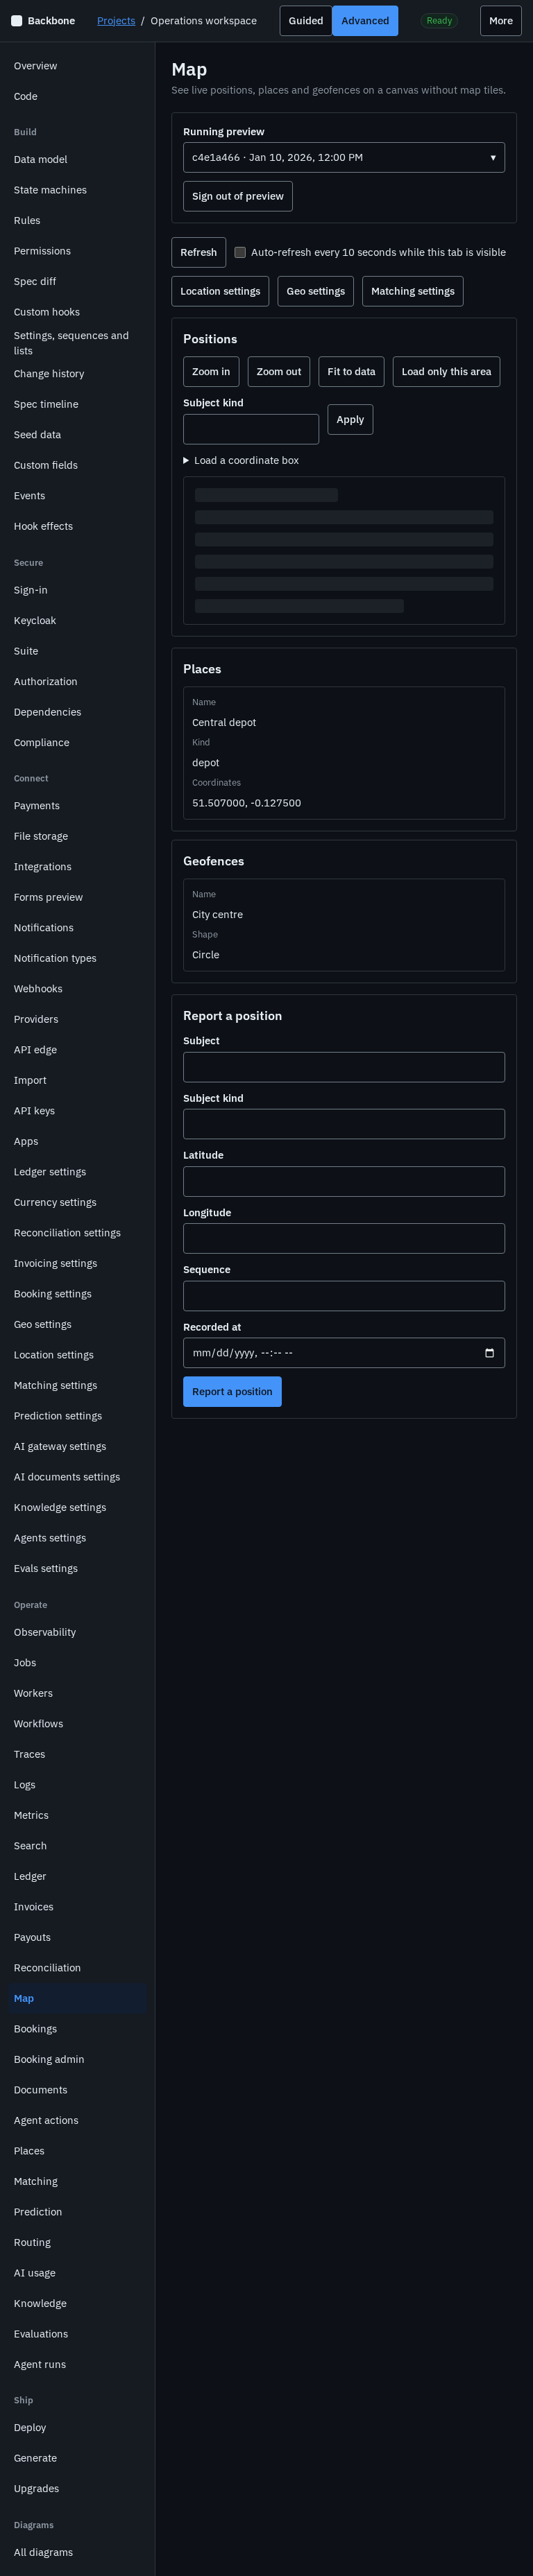 Backbone
Projects / Operations workspace
Guided
Advanced
Ready
More
Overview
Code
Build
Data model
State machines
Rules
Permissions
Spec diff
Custom hooks
Settings, sequences and
lists
Change history
Spec timeline
Seed data
Custom fields
Events
Hook effects
Secure
Sign-in
Keycloak
Suite
Authorization
Dependencies
Compliance
Connect
Payments
File storage
Integrations
Forms preview
Notifications
Notification types
Webhooks
Providers
API edge
Import
API keys
Apps
Ledger settings
Currency settings
Reconciliation settings
Invoicing settings
Booking settings
Geo settings
Location settings
Matching settings
Prediction settings
AI gateway settings
AI documents settings
Knowledge settings
Agents settings
Evals settings
Operate
Observability
Jobs
Workers
Workflows
Traces
Logs
Metrics
Search
Ledger
Invoices
Payouts
Reconciliation
Map
Bookings
Booking admin
Documents
Agent actions
Places
Matching
Prediction
Routing
AI usage
Knowledge
Evaluations
Agent runs
Ship
Deploy
Generate
Upgrades
Diagrams
All diagrams
Map
See live positions, places and geofences on a canvas without map tiles.
Running preview
c4e1a466 · Jan 10, 2026, 12:00 PM
Sign out of preview
Refresh
Auto-refresh every 10 seconds while this tab is visible
Location settings
Geo settings
Matching settings
Positions
Zoom in
Zoom out
Fit to data
Load only this area
Subject kind
Apply
Load a coordinate box
Places
Name
Central depot
Kind
depot
Coordinates
51.507000, -0.127500
Geofences
Name
City centre
Shape
Circle
Report a position
Subject
Subject kind
Latitude
Longitude
Sequence
Recorded at
mm/dd/yyyy, --:-- --
Report a position